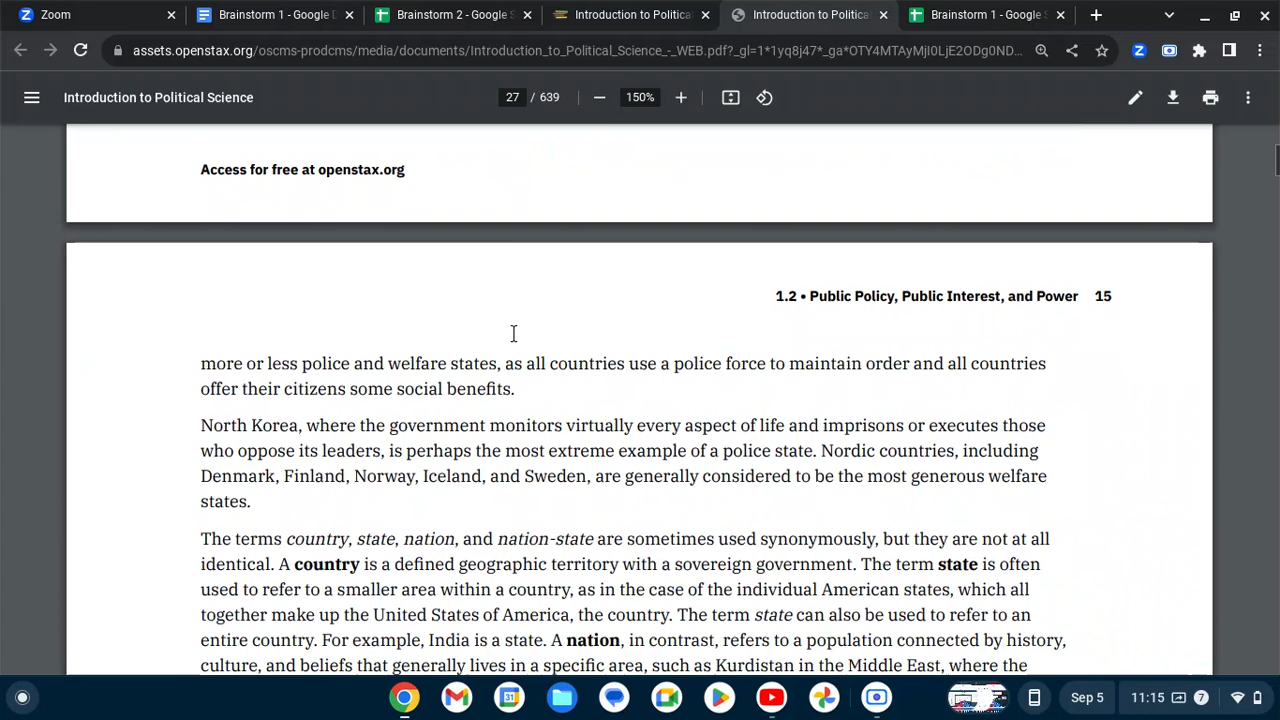 Zoom
Brainstorm 1 - Google D
Brainstorm 2 - Google S
Introduction to Politica
Introduction to Politica
Brainstorm 1 - Google S
assets.openstax.org/oscms-prodcms/media/documents/Introduction_to_Political_Science_-_WEB.pdf?_gl=1*1yq8j47*_ga*OTY4MTAyMjI0LjE2ODg0ND...
Introduction to Political Science
27 / 639
150%
Access for free at openstax.org
1.2 • Public Policy, Public Interest, and Power 15
more or less police and welfare states, as all countries use a police force to maintain order and all countries
offer their citizens some social benefits.
North Korea, where the government monitors virtually every aspect of life and imprisons or executes those
who oppose its leaders, is perhaps the most extreme example of a police state. Nordic countries, including
Denmark, Finland, Norway, Iceland, and Sweden, are generally considered to be the most generous welfare
states.
The terms country, state, nation, and nation-state are sometimes used synonymously, but they are not at all
identical. A country is a defined geographic territory with a sovereign government. The term state is often
used to refer to a smaller area within a country, as in the case of the individual American states, which all
together make up the United States of America, the country. The term state can also be used to refer to an
entire country. For example, India is a state. A nation, in contrast, refers to a population connected by history,
culture, and beliefs that generally lives in a specific area, such as Kurdistan in the Middle East, where the
Sep 5
11:15
7